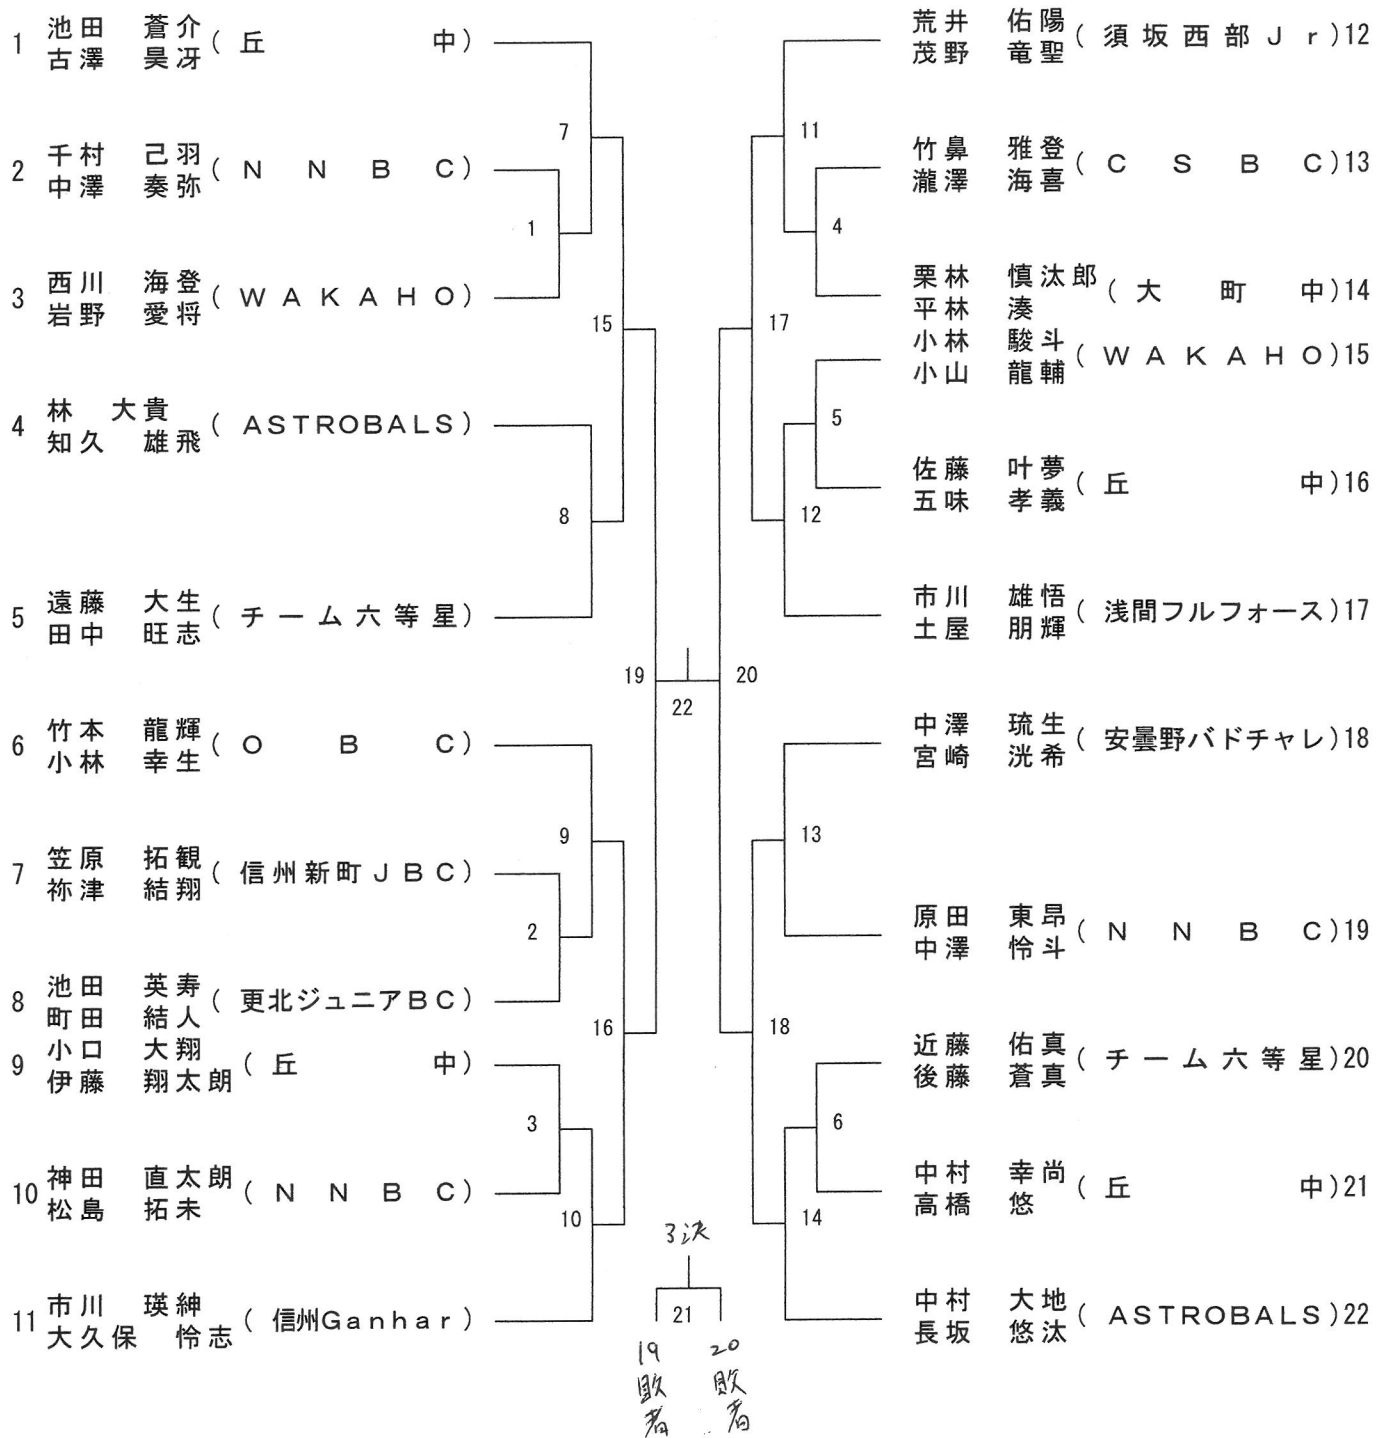 1 池田 蒼介 ( 丘 中 )
古澤 昊冴
2 千村 己羽 ( N N B C )
中澤 奏弥
3 西川 海登 ( W A K A H O )
岩野 愛将
4 林 大貴 ( ASTROBALS )
知久 雄飛
5 遠藤 大生 ( チーム六等星 )
田中 旺志
6 竹本 龍輝 ( O B C )
小林 幸生
7 笠原 拓観 ( 信州新町JBC )
祢津 結翔
8 池田 英寿 ( 更北ジュニアBC )
町田 結人
9 小口 大翔 ( 丘 中 )
伊藤 翔太朗
10 神田 直太朗 ( N N B C )
松島 拓未
11 市川 瑛紳 ( 信州Ganhar )
大久保 怜志
7
1
15
8
19
9
2
16
3
10
22
3決
21
19敗者
20敗者
11
4
17
5
12
20
13
18
6
14
荒井 佑陽 ( 須坂西部Jr ) 12
茂野 竜聖
竹鼻 雅登 ( C S B C ) 13
瀧澤 海喜
栗林 慎汰郎 ( 大 町 中 ) 14
平林 湊
小林 駿斗 ( W A K A H O ) 15
小山 龍輔
佐藤 叶夢 ( 丘 中 ) 16
五味 孝義
市川 雄悟 ( 浅間フルフォース ) 17
土屋 朋輝
中澤 琉生 ( 安曇野バドチャレ ) 18
宮崎 洸希
原田 東昂 ( N N B C ) 19
中澤 怜斗
近藤 佑真 ( チーム六等星 ) 20
後藤 蒼真
中村 幸尚 ( 丘 中 ) 21
高橋 悠
中村 大地 ( ASTROBALS ) 22
長坂 悠汰